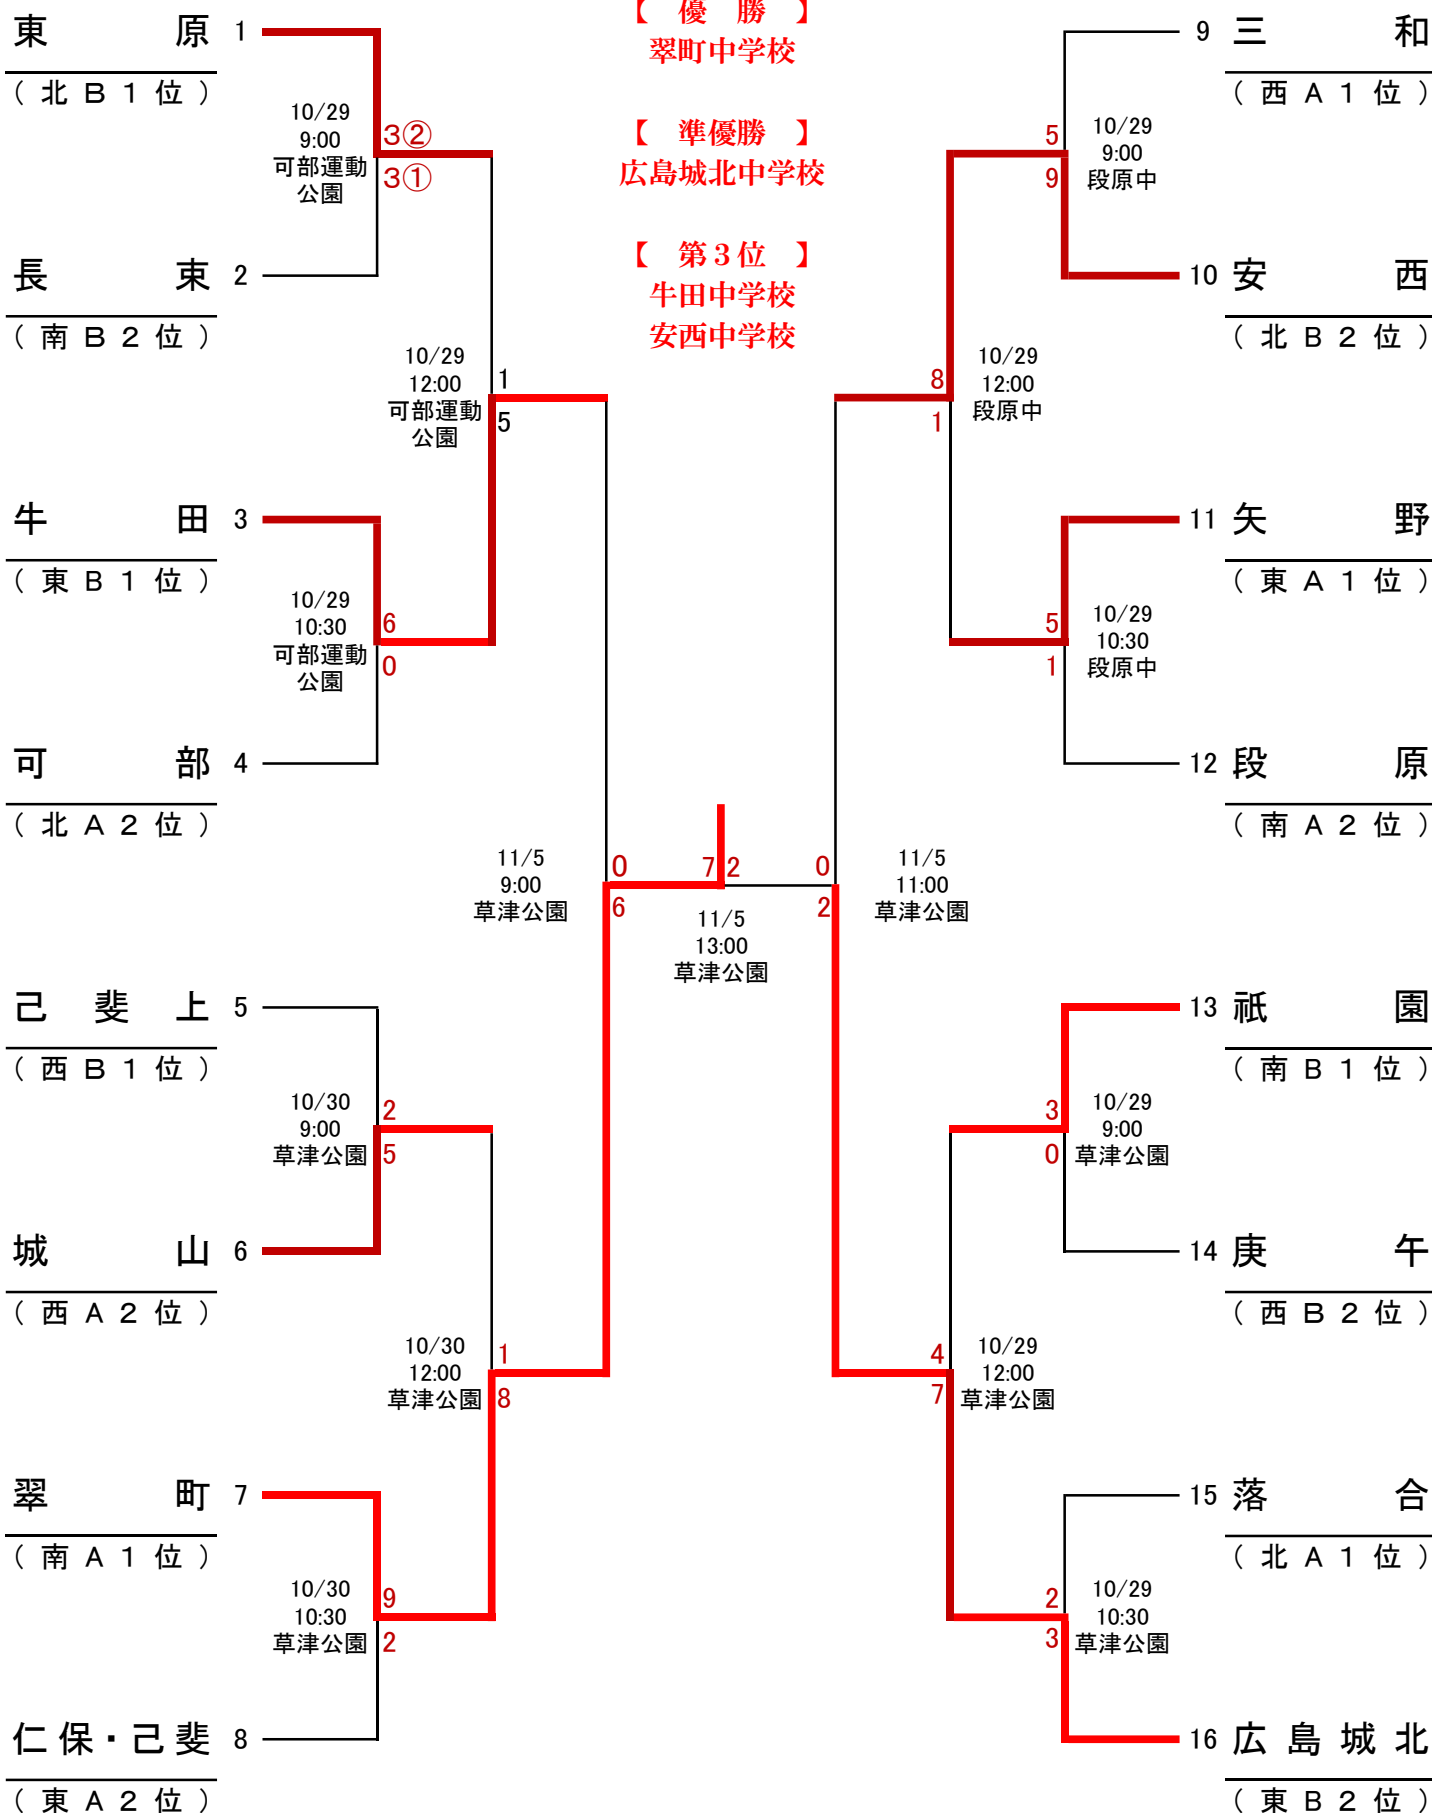 【　優　勝　】
翠町中学校
【　準優勝　】
広島城北中学校
【　第３位　】
牛田中学校
安西中学校
東原 1
（北Ｂ１位）
10/29
9:00
可部運動
公園
3②
3①
長束 2
（南Ｂ２位）
10/29
12:00
可部運動
公園
1
5
牛田 3
（東Ｂ１位）
10/29
10:30
可部運動
公園
6
0
可部 4
（北Ａ２位）
11/5
9:00
草津公園
0
6
己斐上 5
（西Ｂ１位）
10/30
9:00
草津公園
2
5
城山 6
（西Ａ２位）
10/30
12:00
草津公園
1
8
翠町 7
（南Ａ１位）
10/30
10:30
草津公園
9
2
仁保・己斐 8
（東Ａ２位）
7 2
11/5
13:00
草津公園
9 三和
（西Ａ１位）
5
9
10/29
9:00
段原中
10 安西
（北Ｂ２位）
8
1
10/29
12:00
段原中
11 矢野
（東Ａ１位）
5
1
10/29
10:30
段原中
12 段原
（南Ａ２位）
0
2
11/5
11:00
草津公園
13 祇園
（南Ｂ１位）
3
0
10/29
9:00
草津公園
14 庚午
（西Ｂ２位）
4
7
10/29
12:00
草津公園
15 落合
（北Ａ１位）
2
3
10/29
10:30
草津公園
16 広島城北
（東Ｂ２位）